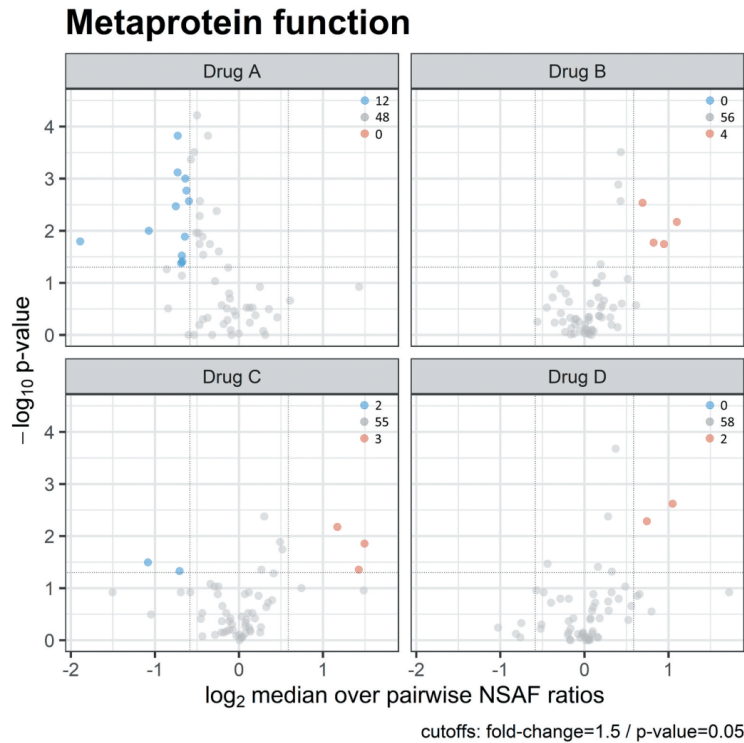 Metaprotein function
Drug A
Drug B
12
48
0
0
56
4
4
3
2
1
0
− log10 p-value
Drug C
Drug D
2
55
3
0
58
2
4
3
2
1
0
-2 -1 0 1
-2 -1 0 1
log2 median over pairwise NSAF ratios
cutoffs: fold-change=1.5 / p-value=0.05